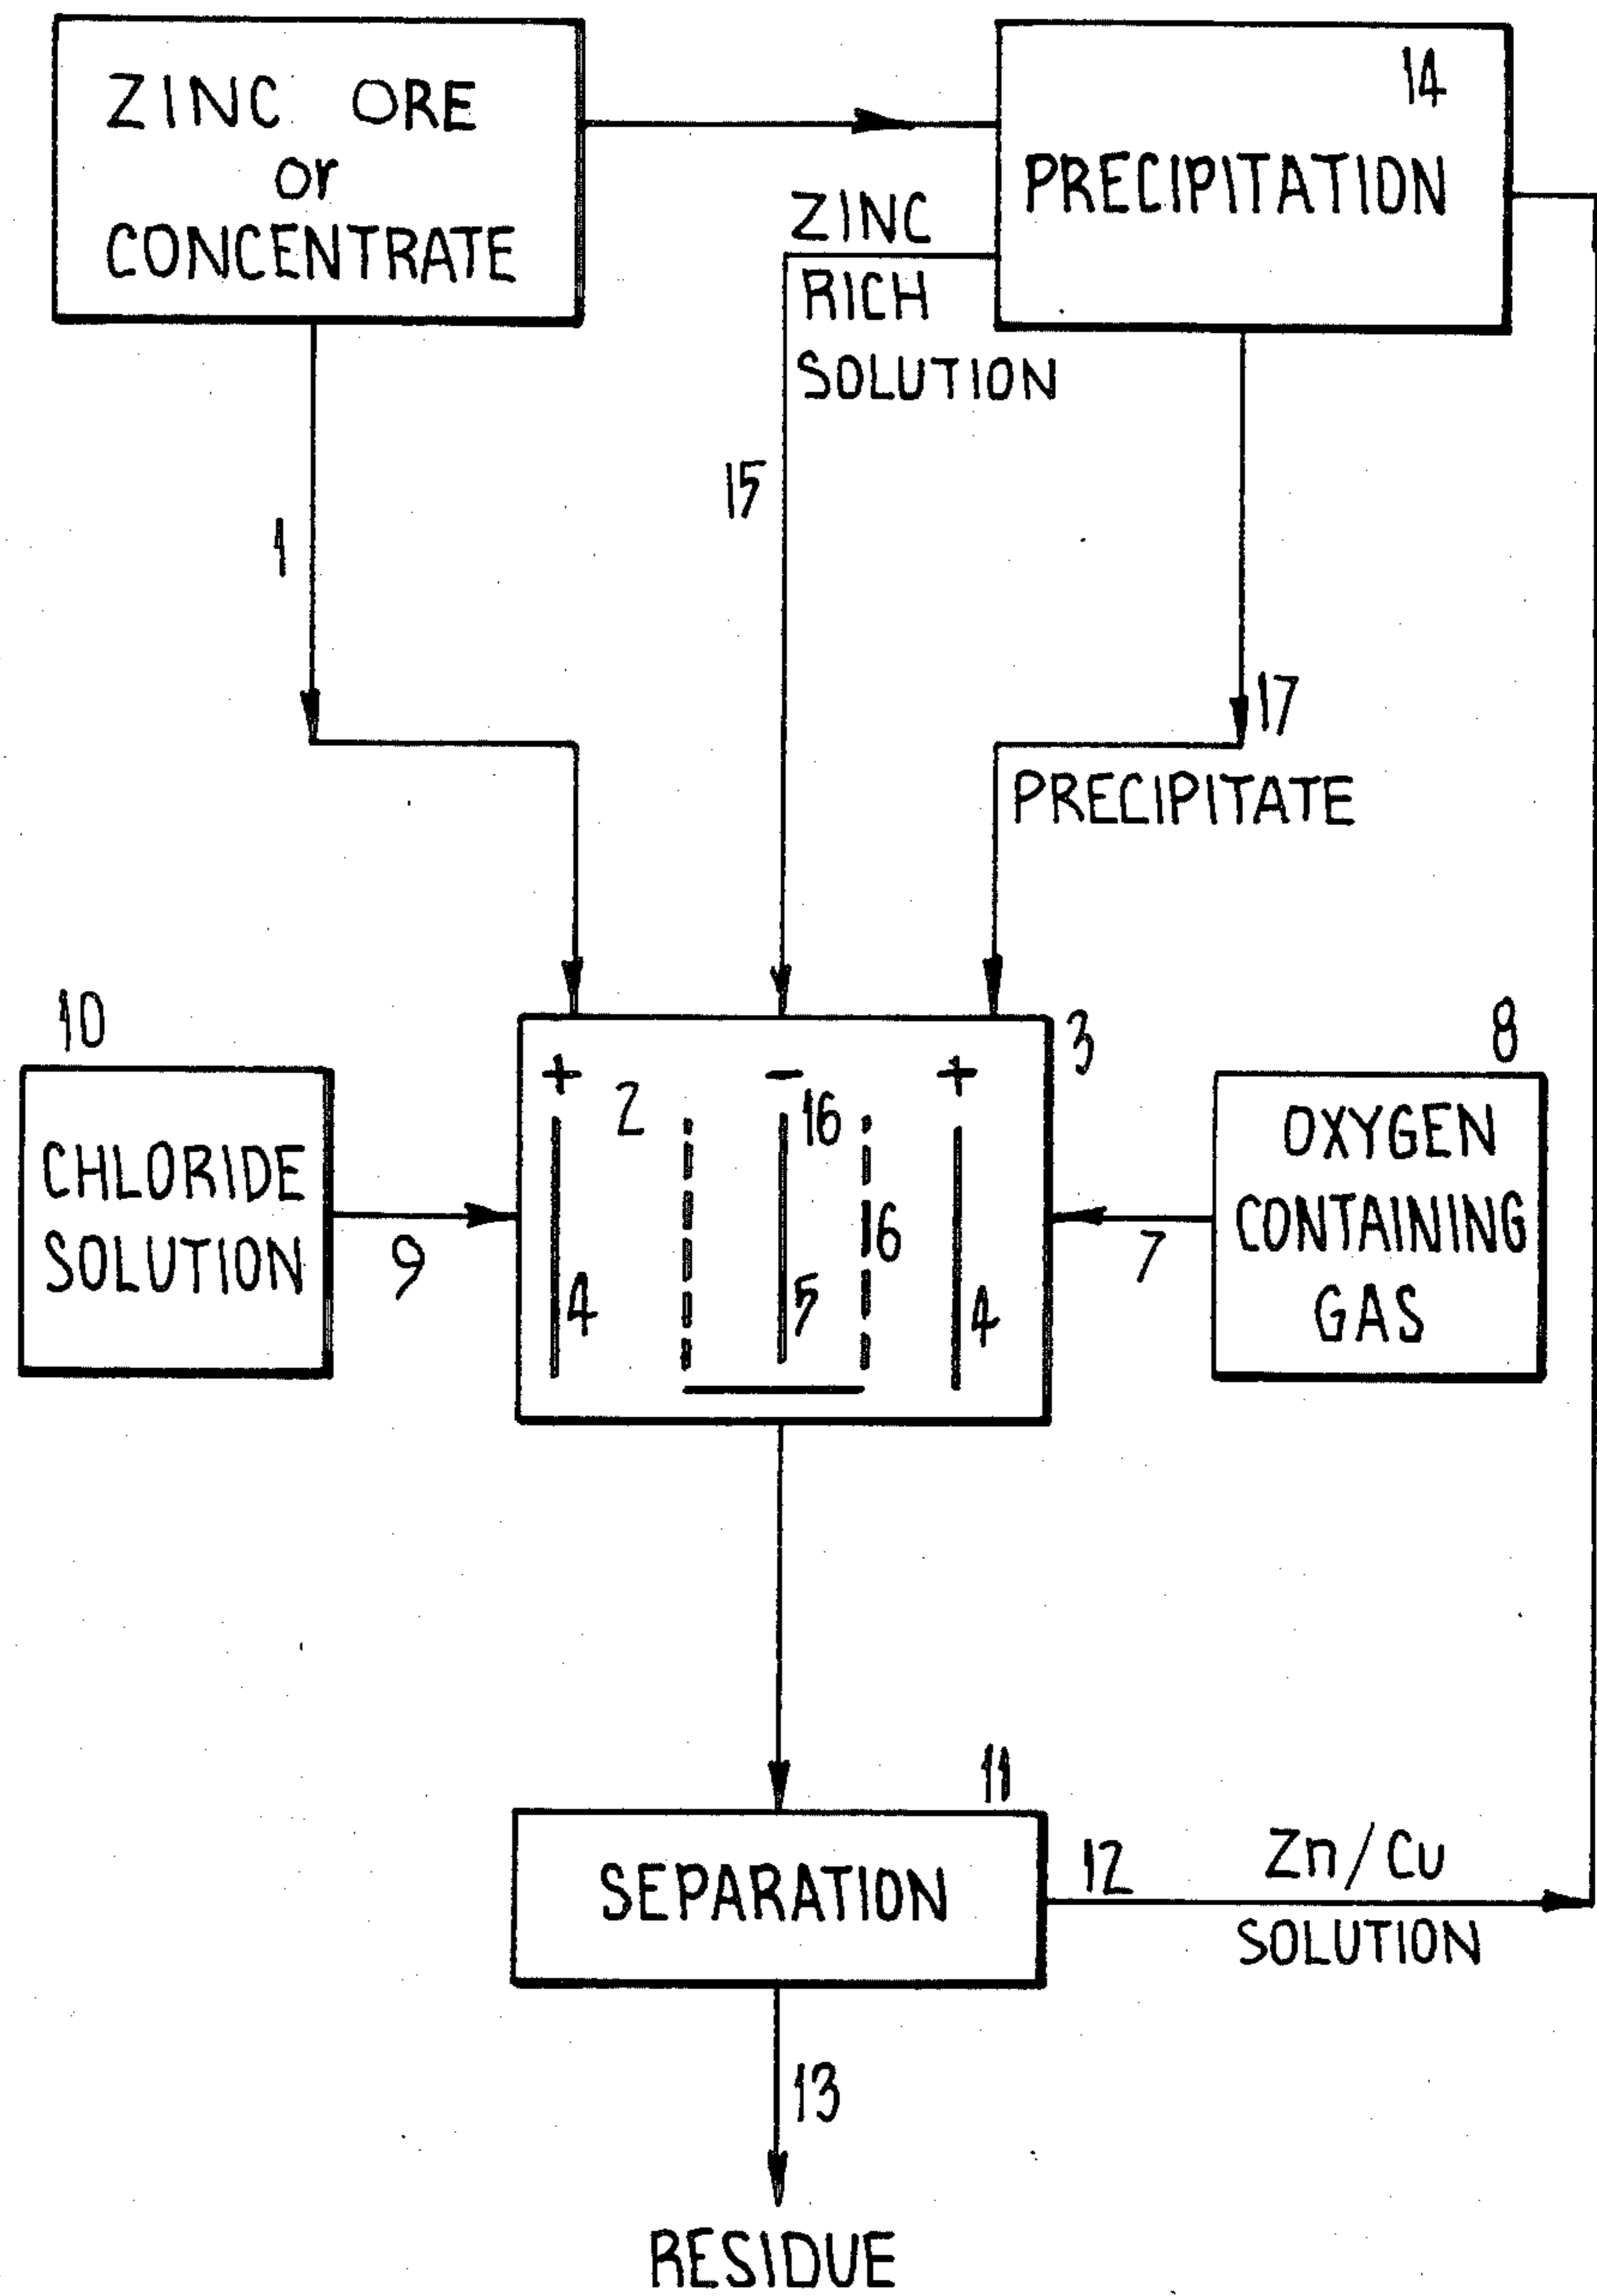 ZINC ORE
or
CONCENTRATE
14
PRECIPITATION
ZINC
RICH
SOLUTION
15
1
17
PRECIPITATE
10
CHLORIDE
SOLUTION
9
3
+ - +
2
16
6
4
5
4
8
OXYGEN
CONTAINING
GAS
7
11
SEPARATION
12
Zn/Cu
SOLUTION
13
RESIDUE